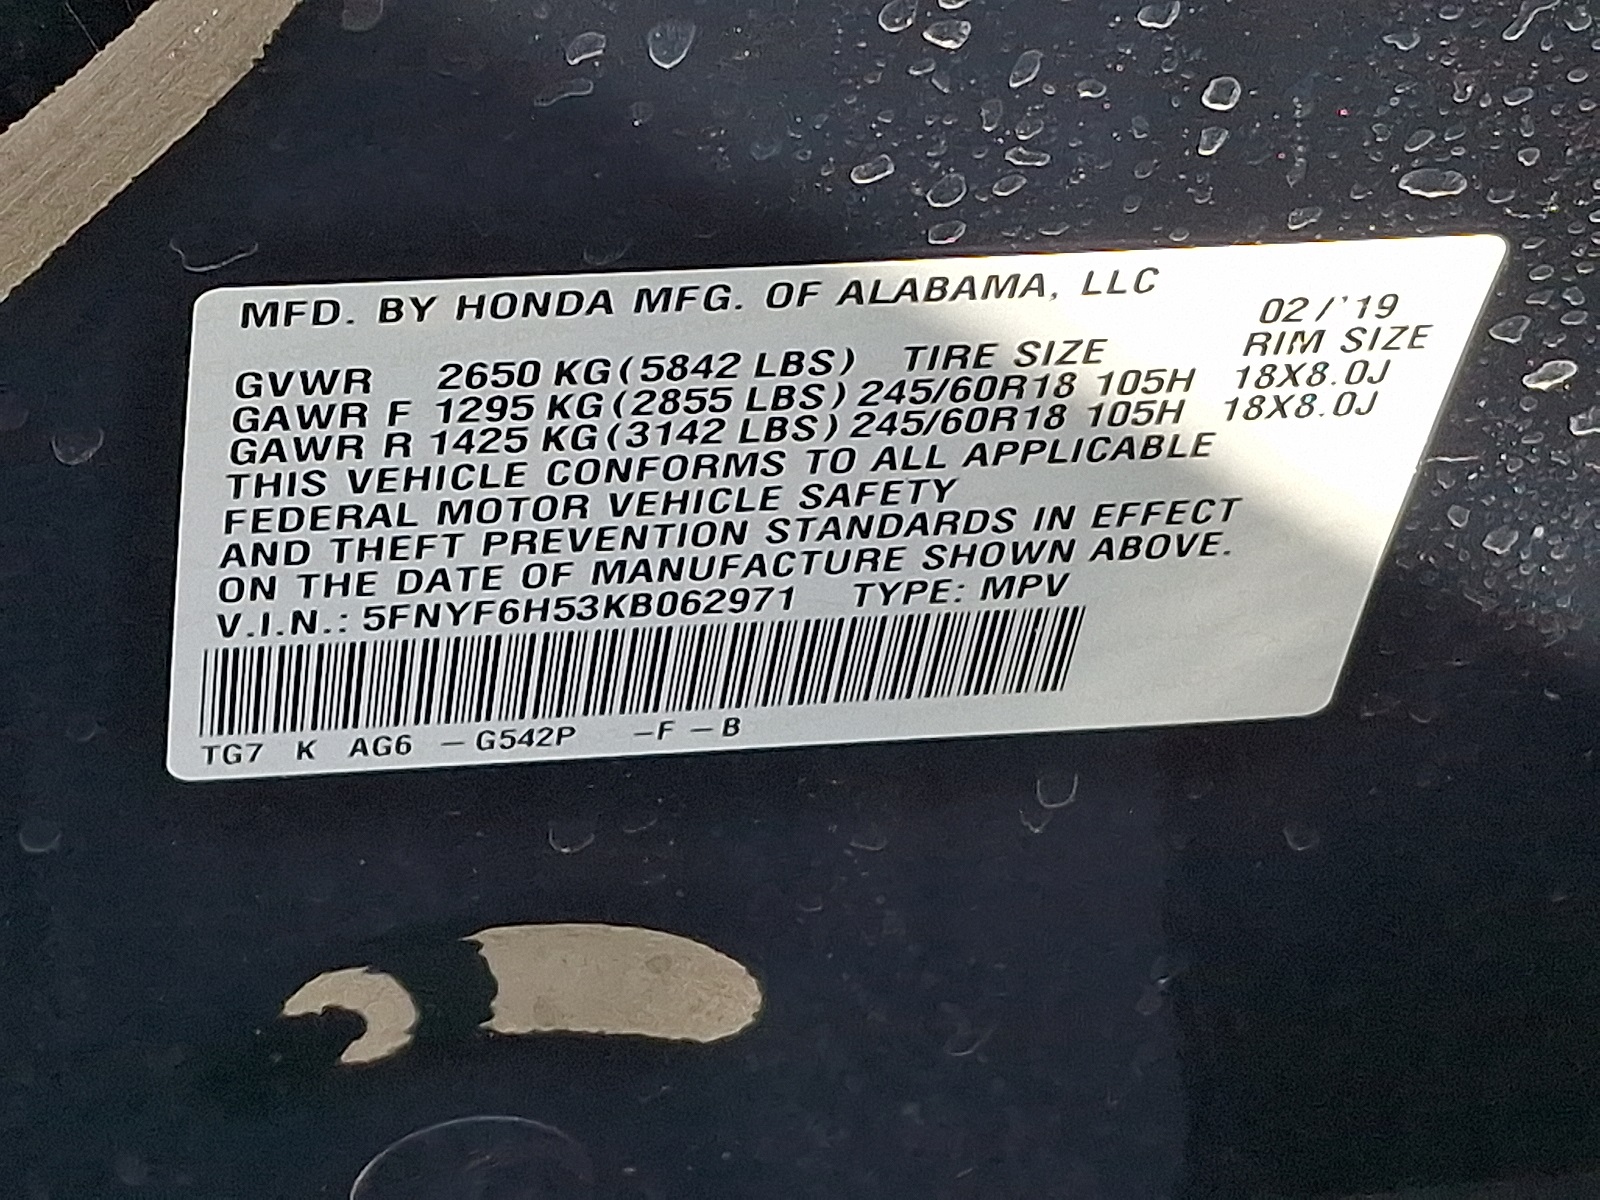 MFD. BY HONDA MFG. OF ALABAMA, LLC
02/'19
TIRE SIZE RIM SIZE
GVWR 2650 KG(5842 LBS)
GAWR F 1295 KG(2855 LBS) 245/60R18 105H 18X8.0J
GAWR R 1425 KG(3142 LBS) 245/60R18 105H 18X8.0J
THIS VEHICLE CONFORMS TO ALL APPLICABLE
FEDERAL MOTOR VEHICLE SAFETY
AND THEFT PREVENTION STANDARDS IN EFFECT
ON THE DATE OF MANUFACTURE SHOWN ABOVE.
V.I.N.: 5FNYF6H53KB062971 TYPE: MPV
TG7 K AG6 -G542P -F-B